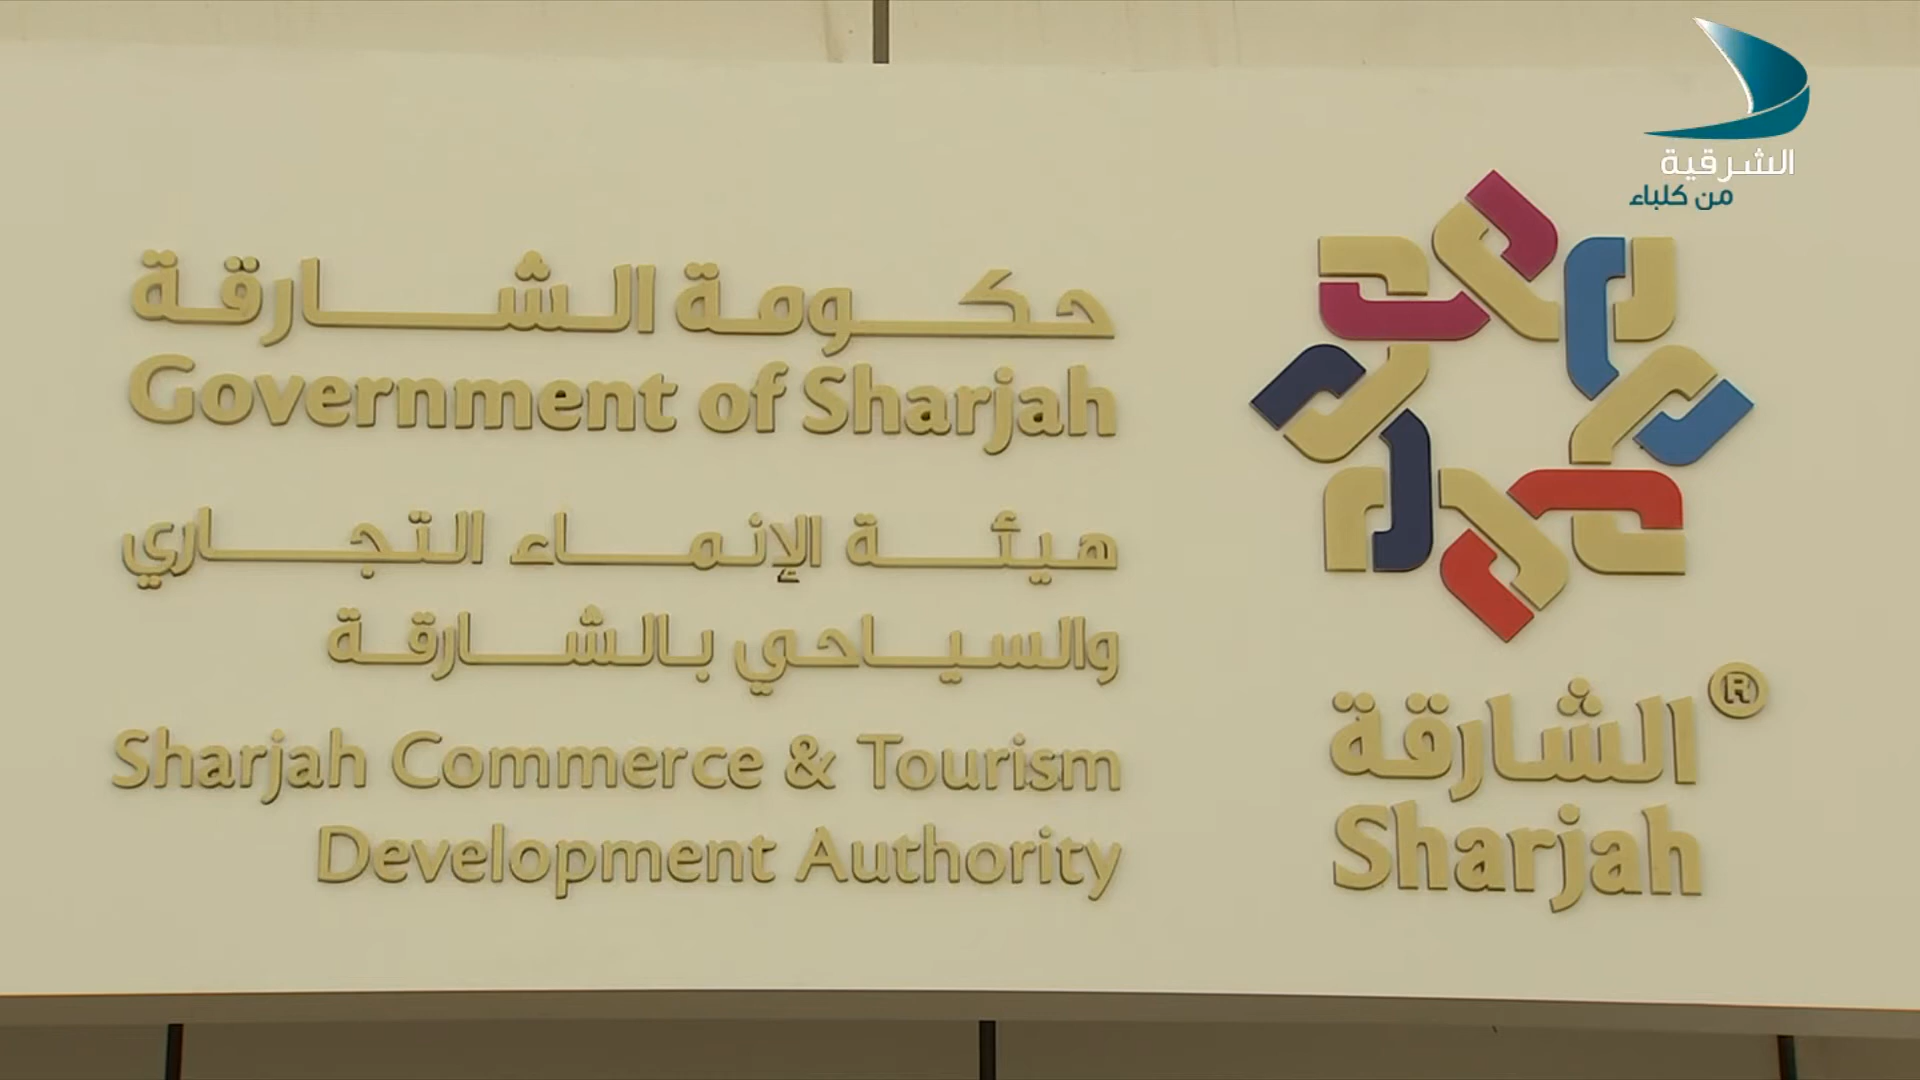 الشرقية
من كلباء
حكومة الشارقة
Government of Sharjah
هيئة الإنماء التجاري
والسياحي بالشارقة
Sharjah Commerce & Tourism
Development Authority
الشارقة®
Sharjah